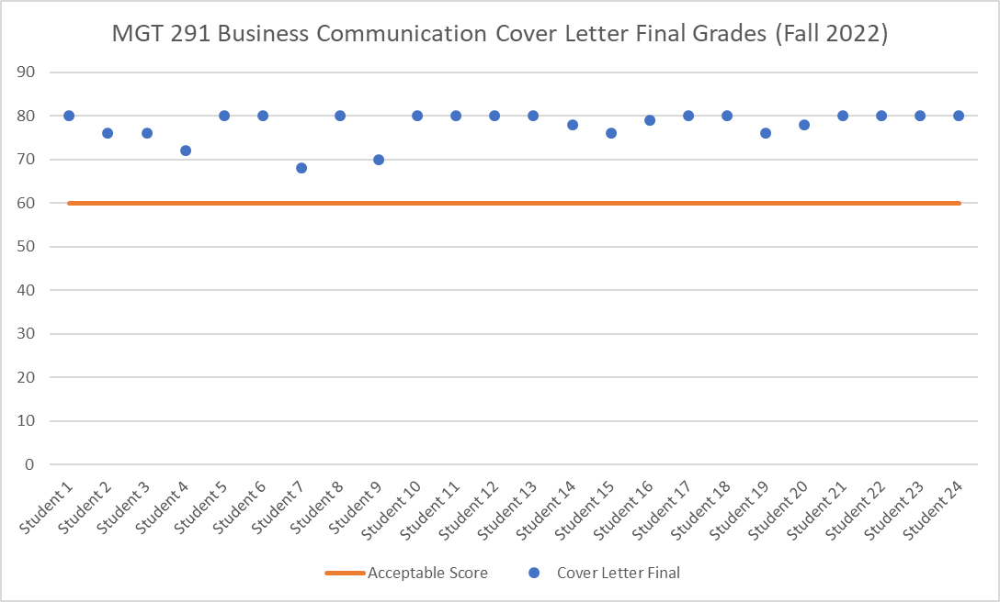 MGT 291 Business Communication Cover Letter Final Grades (Fall 2022)
90
80
70
60
50
40
30
20
10
0
Student 1
Student 2
Student 3
Student 4
Student 5
Student 6
Student 7
Student 8
Student 9
Student 10
Student 11
Student 12
Student 13
Student 14
Student 15
Student 16
Student 17
Student 18
Student 19
Student 20
Student 21
Student 22
Student 23
Student 24
Acceptable Score
Cover Letter Final